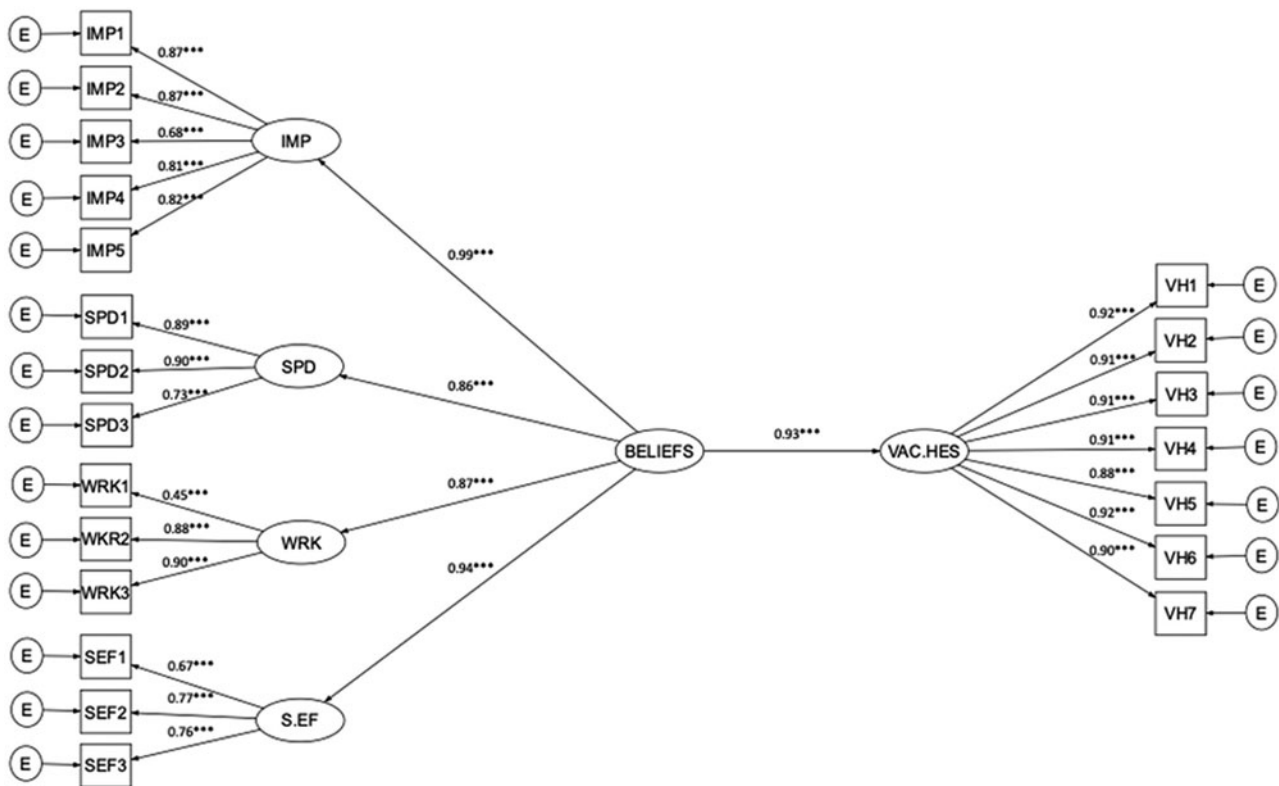 E IMP1
0.87***
E IMP2
0.87***
E IMP3
0.68***
IMP
E IMP4
0.81***
0.82***
E IMP5
0.99***
E SPD1
0.89***
E SPD2
0.90***
SPD
0.73***
E SPD3
0.86***
BELIEFS
0.93***
VAC.HES
E WRK1
0.45***
0.87***
E WKR2
0.88***
WRK
0.90***
E WRK3
0.94***
E SEF1
0.67***
E SEF2
0.77***
S.EF
0.76***
E SEF3
VH1 E
0.92***
VH2 E
0.91***
VH3 E
0.91***
VH4 E
0.91***
0.88***
VH5 E
0.92***
VH6 E
0.90***
VH7 E